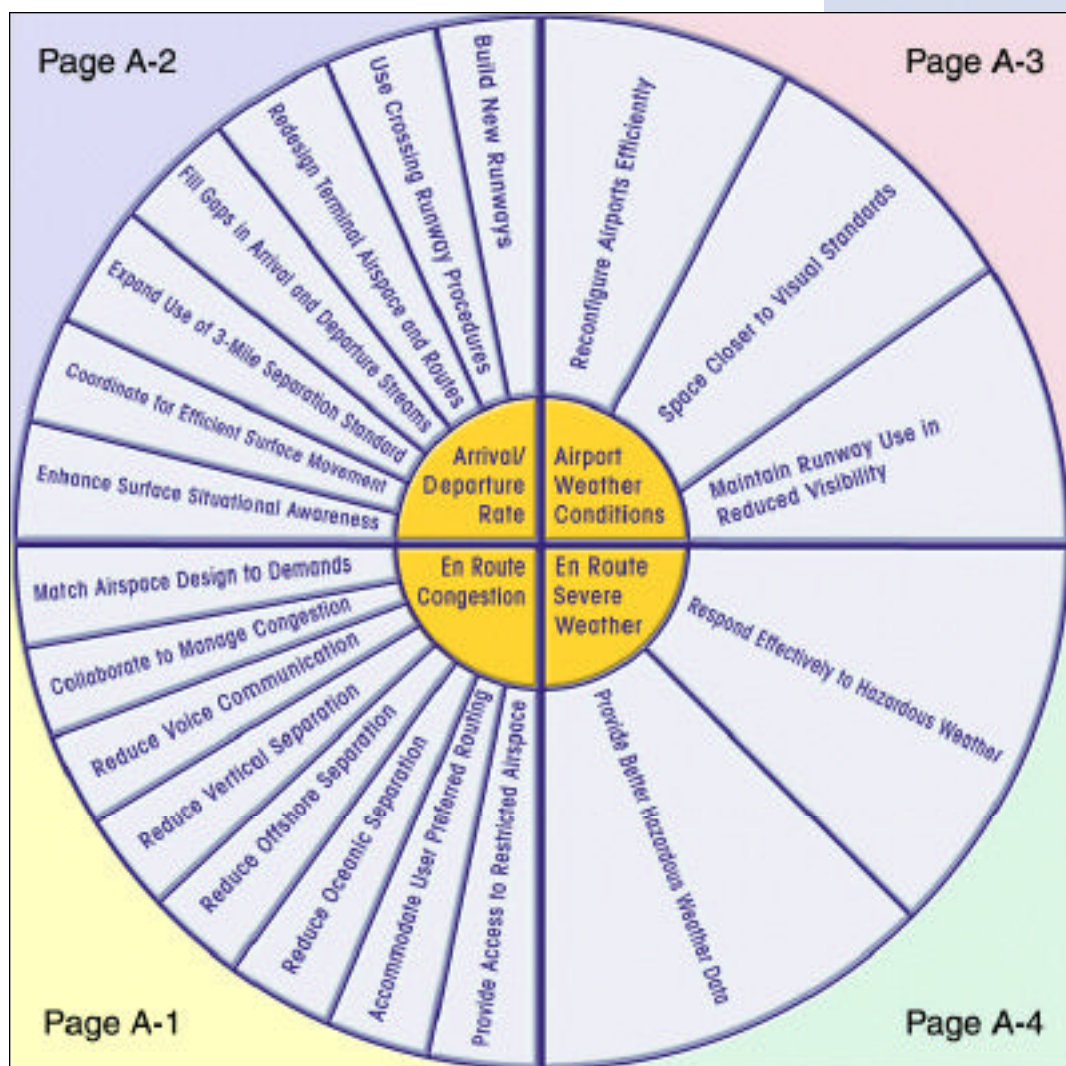 Page A-2
Page A-3
Build New Runways
Use Crossing Runway Procedures
Redesign Terminal Airspace and Routes
Fill Gaps in Arrival and Departure Streams
Expand Use of 3-Mile Separation Standard
Coordinate for Efficient Surface Movement
Enhance Surface Situational Awareness
Reconfigure Airports Efficiently
Space Closer to Visual Standards
Maintain Runway Use in
Reduced Visibility
Arrival/
Departure
Rate
Airport
Weather
Conditions
En Route
Congestion
En Route
Severe
Weather
Match Airspace Design to Demands
Collaborate to Manage Congestion
Reduce Voice Communication
Reduce Vertical Separation
Reduce Offshore Separation
Reduce Oceanic Separation
Accommodate User Preferred Routing
Provide Access to Restricted Airspace
Respond Effectively to Hazardous Weather
Provide Better Hazardous Weather Data
Page A-1
Page A-4